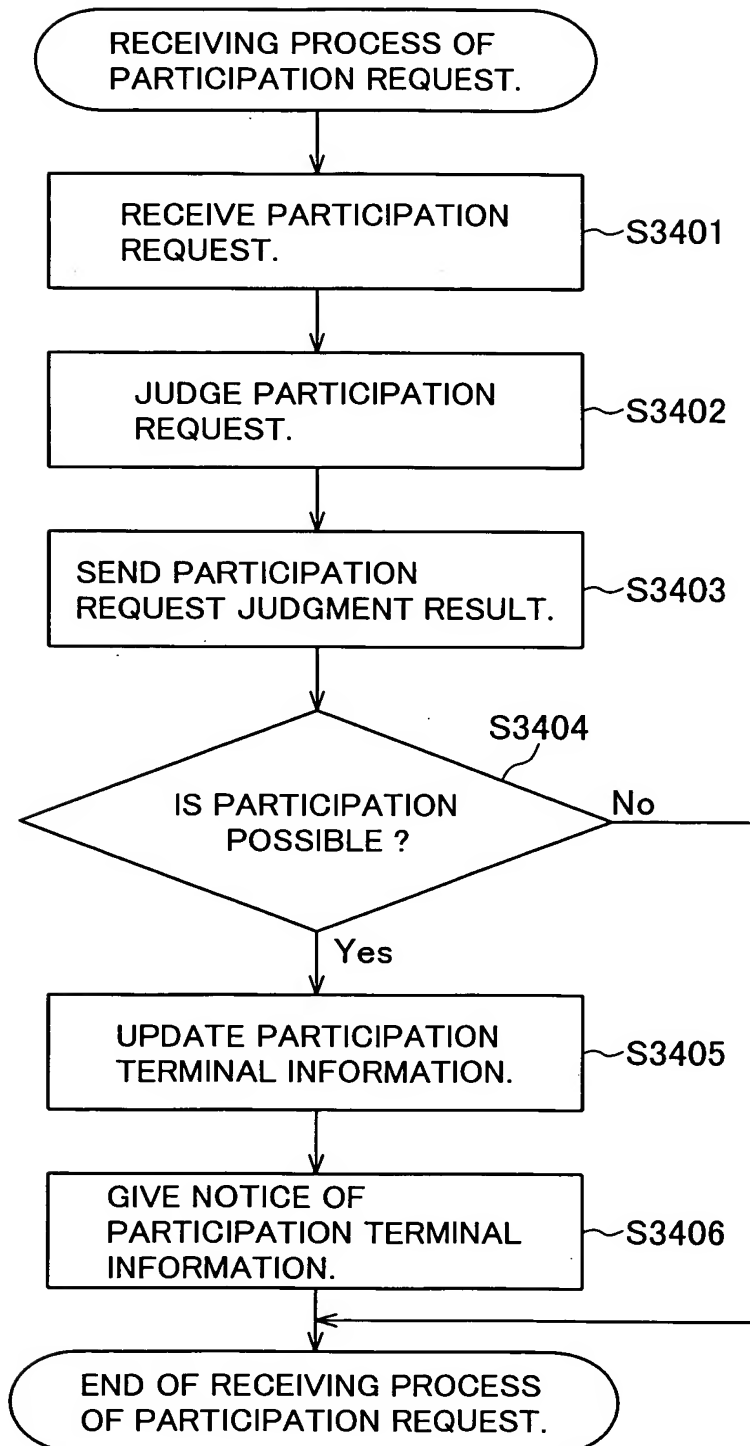 RECEIVING PROCESS OF
PARTICIPATION REQUEST.
RECEIVE PARTICIPATION
REQUEST.
S3401
JUDGE PARTICIPATION
REQUEST.
S3402
SEND PARTICIPATION
REQUEST JUDGMENT RESULT.
S3403
S3404
IS PARTICIPATION
POSSIBLE ?
No
Yes
UPDATE PARTICIPATION
TERMINAL INFORMATION.
S3405
GIVE NOTICE OF
PARTICIPATION TERMINAL
INFORMATION.
S3406
END OF RECEIVING PROCESS
OF PARTICIPATION REQUEST.